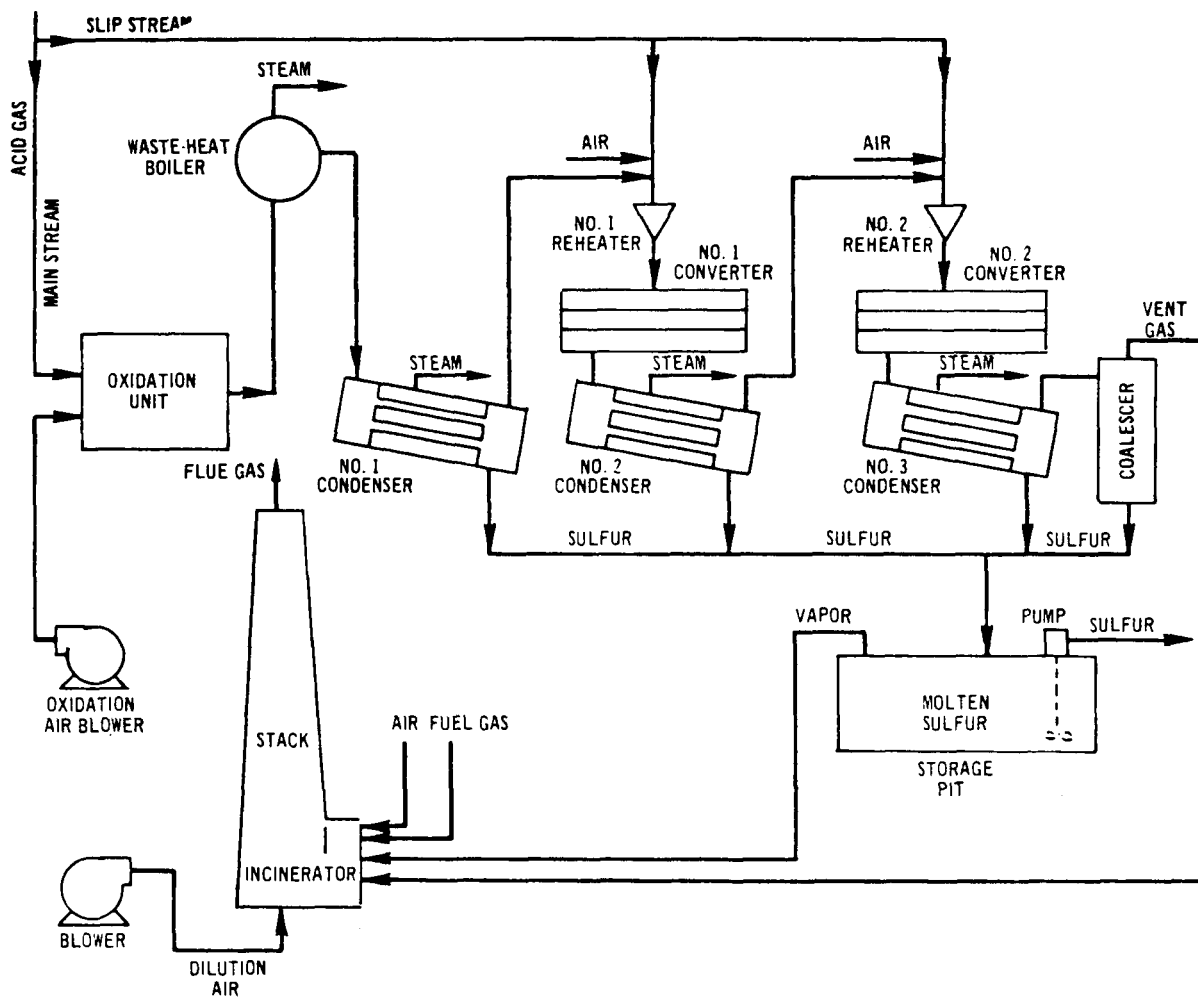 SLIP STREAM
STEAM
ACID GAS
WASTE-HEAT
BOILER
AIR
AIR
MAIN STREAM
NO. 1
REHEATER
NO. 1
CONVERTER
NO. 2
REHEATER
NO. 2
CONVERTER
VENT
GAS
OXIDATION
UNIT
STEAM
STEAM
STEAM
COALESCER
FLUE GAS
NO. 1
CONDENSER
NO. 2
CONDENSER
NO. 3
CONDENSER
SULFUR
SULFUR
SULFUR
VAPOR
PUMP
SULFUR
OXIDATION
AIR BLOWER
MOLTEN
SULFUR
STORAGE
PIT
AIR FUEL GAS
STACK
INCINERATOR
BLOWER
DILUTION
AIR